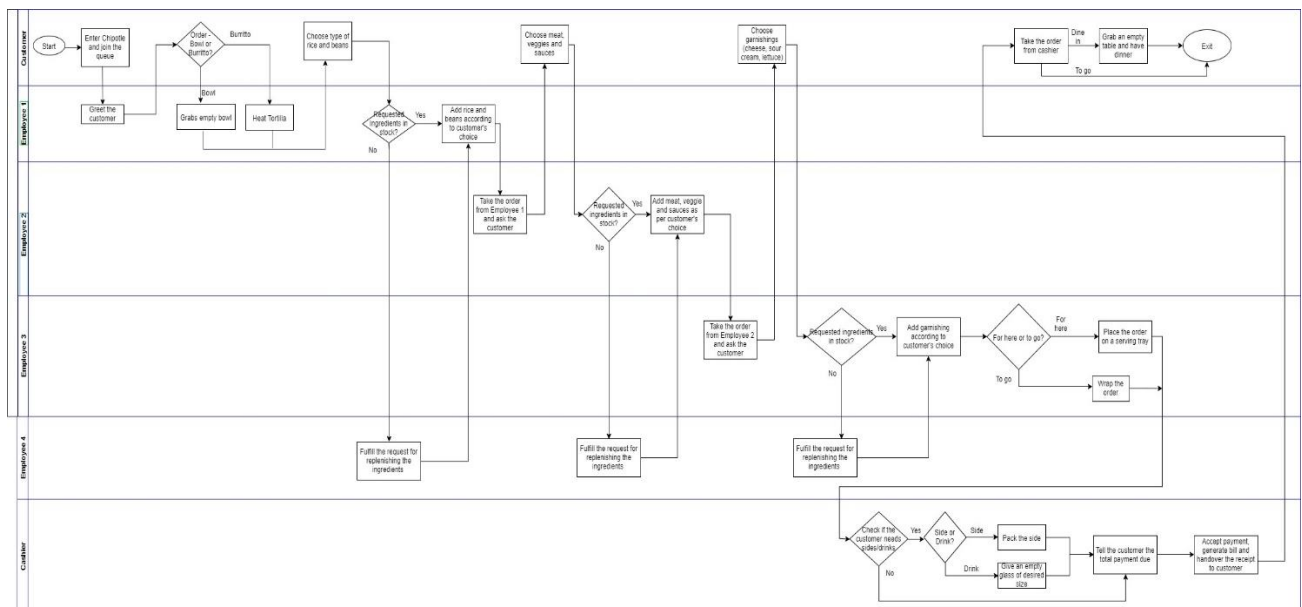 Customer
Start
Enter Chipotle
and join the
queue
Order -
Bowl or
Burritto?
Burritto
Bowl
Choose type of
rice and beans
Choose meat,
veggies and
sauces
Choose
garnishings
(cheese, sour
cream, lettuce)
Take the order
from cashier
Dine
in
To go
Grab an empty
table and have
dinner
Exit
Employee 1
Greet the
customer
Grabs empty bowl
Heat Tortilla
Requested
ingredients in
stock?
Yes
No
Add rice and
beans according
to customer's
choice
Employee 2
Take the order
from Employee 1
and ask the
customer
Requested
ingredients in
stock?
Yes
No
Add meat, veggie
and sauces as
per customer's
choice
Employee 3
Take the order
from Employee 2
and ask the
customer
Requested ingredients
in stock?
Yes
No
Add garnishing
according to
customer's choice
For here or to go?
For
here
To go
Place the order
on a serving tray
Wrap the
order
Employee 4
Fulfill the request for
replenishing the
ingredients
Fulfill the request for
replenishing the
ingredients
Fulfill the request for
replenishing the
ingredients
Cashier
Check if the
customer needs
sides/drinks
Yes
No
Side or
Drink?
Side
Drink
Pack the side
Give an empty
glass of desired
size
Tell the customer the
total payment due
Accept payment,
generate bill and
handover the receipt
to customer